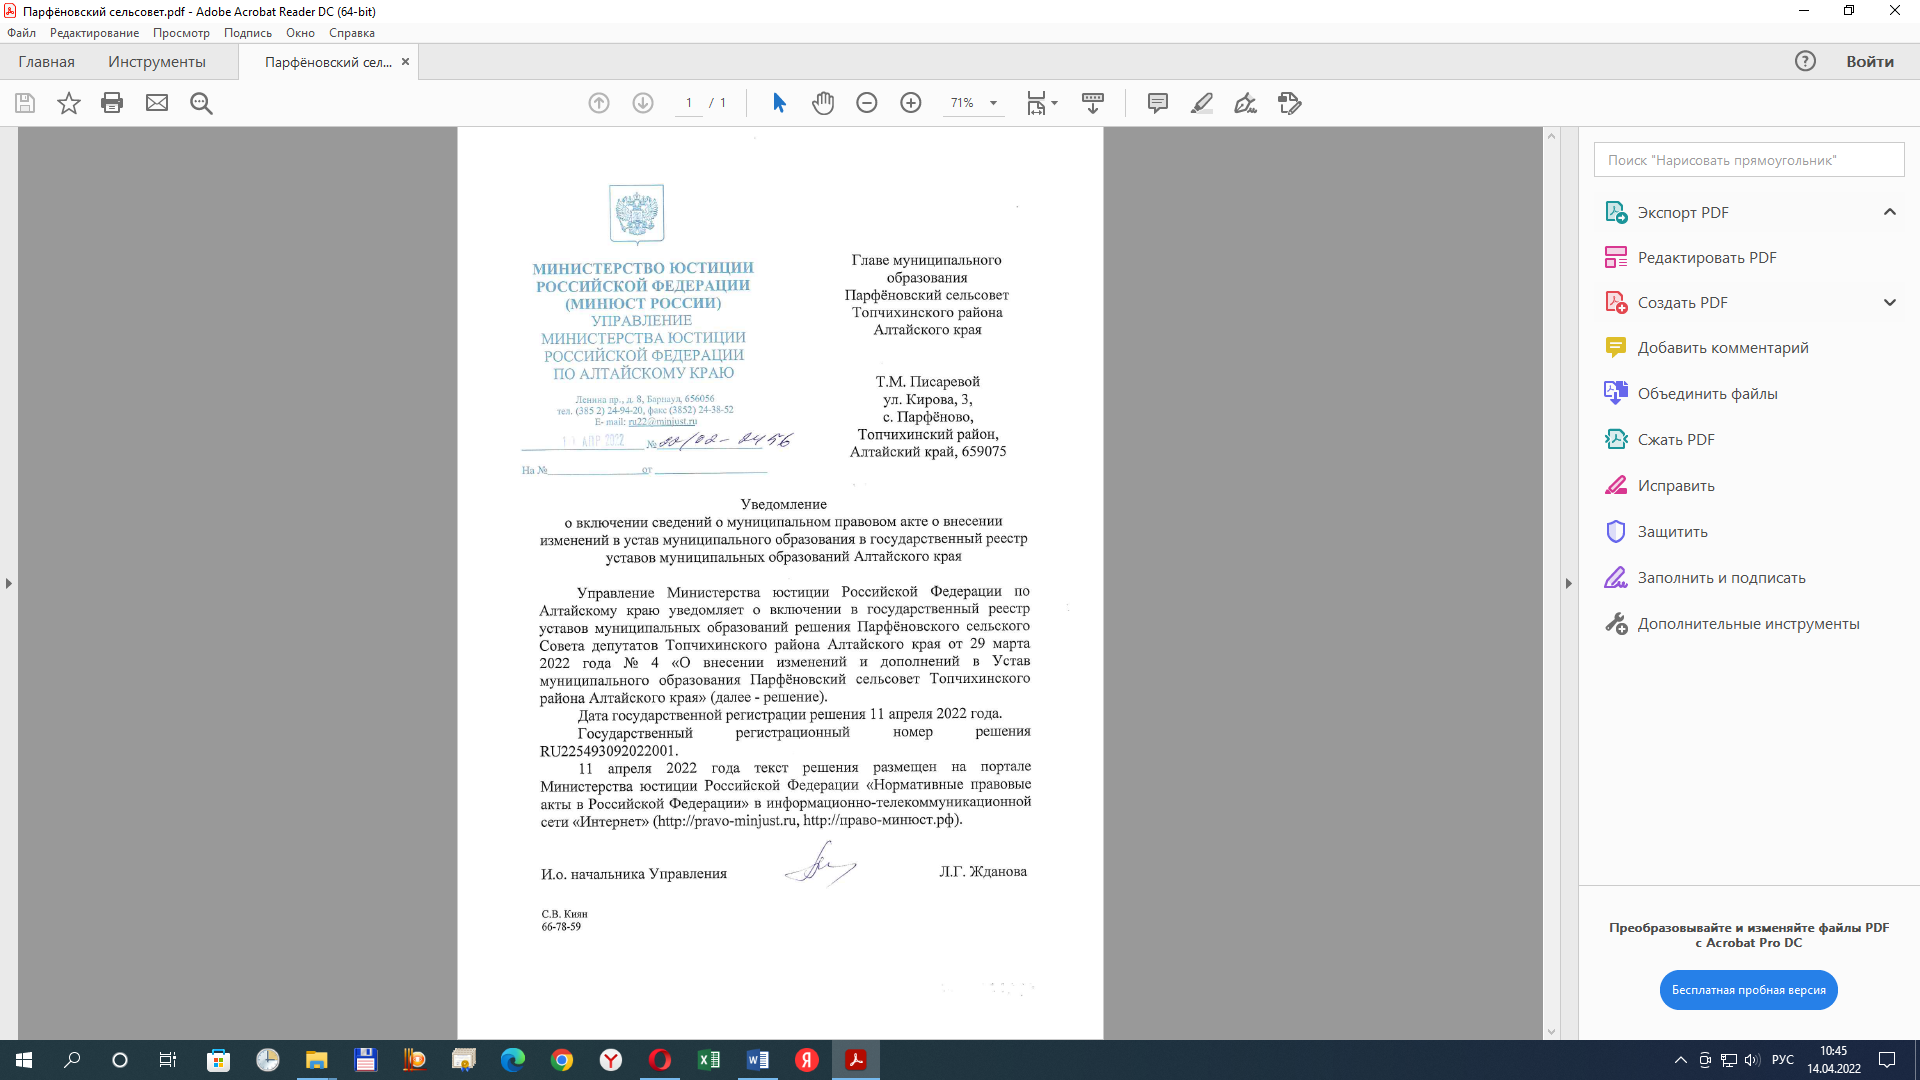 Парфёновский сельсовет.pdf - Adobe Acrobat Reader DC (64-bit)
Файл Редактирование Просмотр Подпись Окно Справка
Главная Инструменты Парфёновский сел... × Войти
1 / 1 71%
МИНИСТЕРСТВО ЮСТИЦИИ
РОССИЙСКОЙ ФЕДЕРАЦИИ
(МИНЮСТ РОССИИ)
УПРАВЛЕНИЕ
МИНИСТЕРСТВА ЮСТИЦИИ
РОССИЙСКОЙ ФЕДЕРАЦИИ
ПО АЛТАЙСКОМУ КРАЮ
Ленина пр., д. 8, Барнаул, 656056
тел. (385 2) 24-94-20, факс (3852) 24-38-52
E- mail: ru22@minjust.ru
АПР 2022 № 22/02-2456
На № от
Главе муниципального
образования
Парфёновский сельсовет
Топчихинского района
Алтайского края
Т.М. Писаревой
ул. Кирова, 3,
с. Парфёново,
Топчихинский район,
Алтайский край, 659075
Уведомление
о включении сведений о муниципальном правовом акте о внесении
изменений в устав муниципального образования в государственный реестр
уставов муниципальных образований Алтайского края
Управление Министерства юстиции Российской Федерации по
Алтайскому краю уведомляет о включении в государственный реестр
уставов муниципальных образований решения Парфёновского сельского
Совета депутатов Топчихинского района Алтайского края от 29 марта
2022 года № 4 «О внесении изменений и дополнений в Устав
муниципального образования Парфёновский сельсовет Топчихинского
района Алтайского края» (далее - решение).
Дата государственной регистрации решения 11 апреля 2022 года.
Государственный регистрационный номер решения
RU225493092022001.
11 апреля 2022 года текст решения размещен на портале
Министерства юстиции Российской Федерации «Нормативные правовые
акты в Российской Федерации» в информационно-телекоммуникационной
сети «Интернет» (http://pravo-minjust.ru, http://право-минюст.рф).
И.о. начальника Управления Л.Г. Жданова
С.В. Киян
66-78-59
Поиск "Нарисовать прямоугольник"
Экспорт PDF
Редактировать PDF
Создать PDF
Добавить комментарий
Объединить файлы
Сжать PDF
Исправить
Защитить
Заполнить и подписать
Дополнительные инструменты
Преобразовывайте и изменяйте файлы PDF
с Acrobat Pro DC
Бесплатная пробная версия
РУС
10:45
14.04.2022